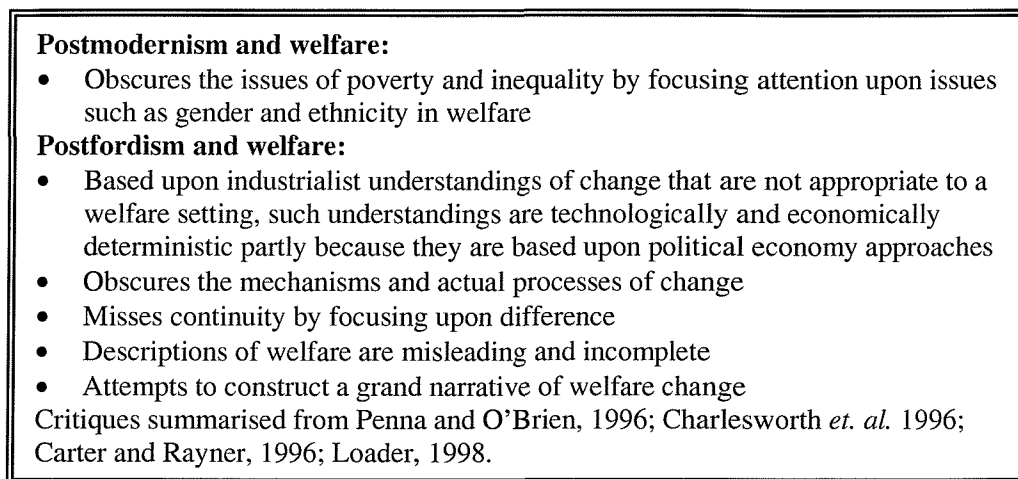 Postmodernism and welfare:
• Obscures the issues of poverty and inequality by focusing attention upon issues
such as gender and ethnicity in welfare
Postfordism and welfare:
• Based upon industrialist understandings of change that are not appropriate to a
welfare setting, such understandings are technologically and economically
deterministic partly because they are based upon political economy approaches
• Obscures the mechanisms and actual processes of change
• Misses continuity by focusing upon difference
• Descriptions of welfare are misleading and incomplete
• Attempts to construct a grand narrative of welfare change
Critiques summarised from Penna and O'Brien, 1996; Charlesworth et. al. 1996;
Carter and Rayner, 1996; Loader, 1998.